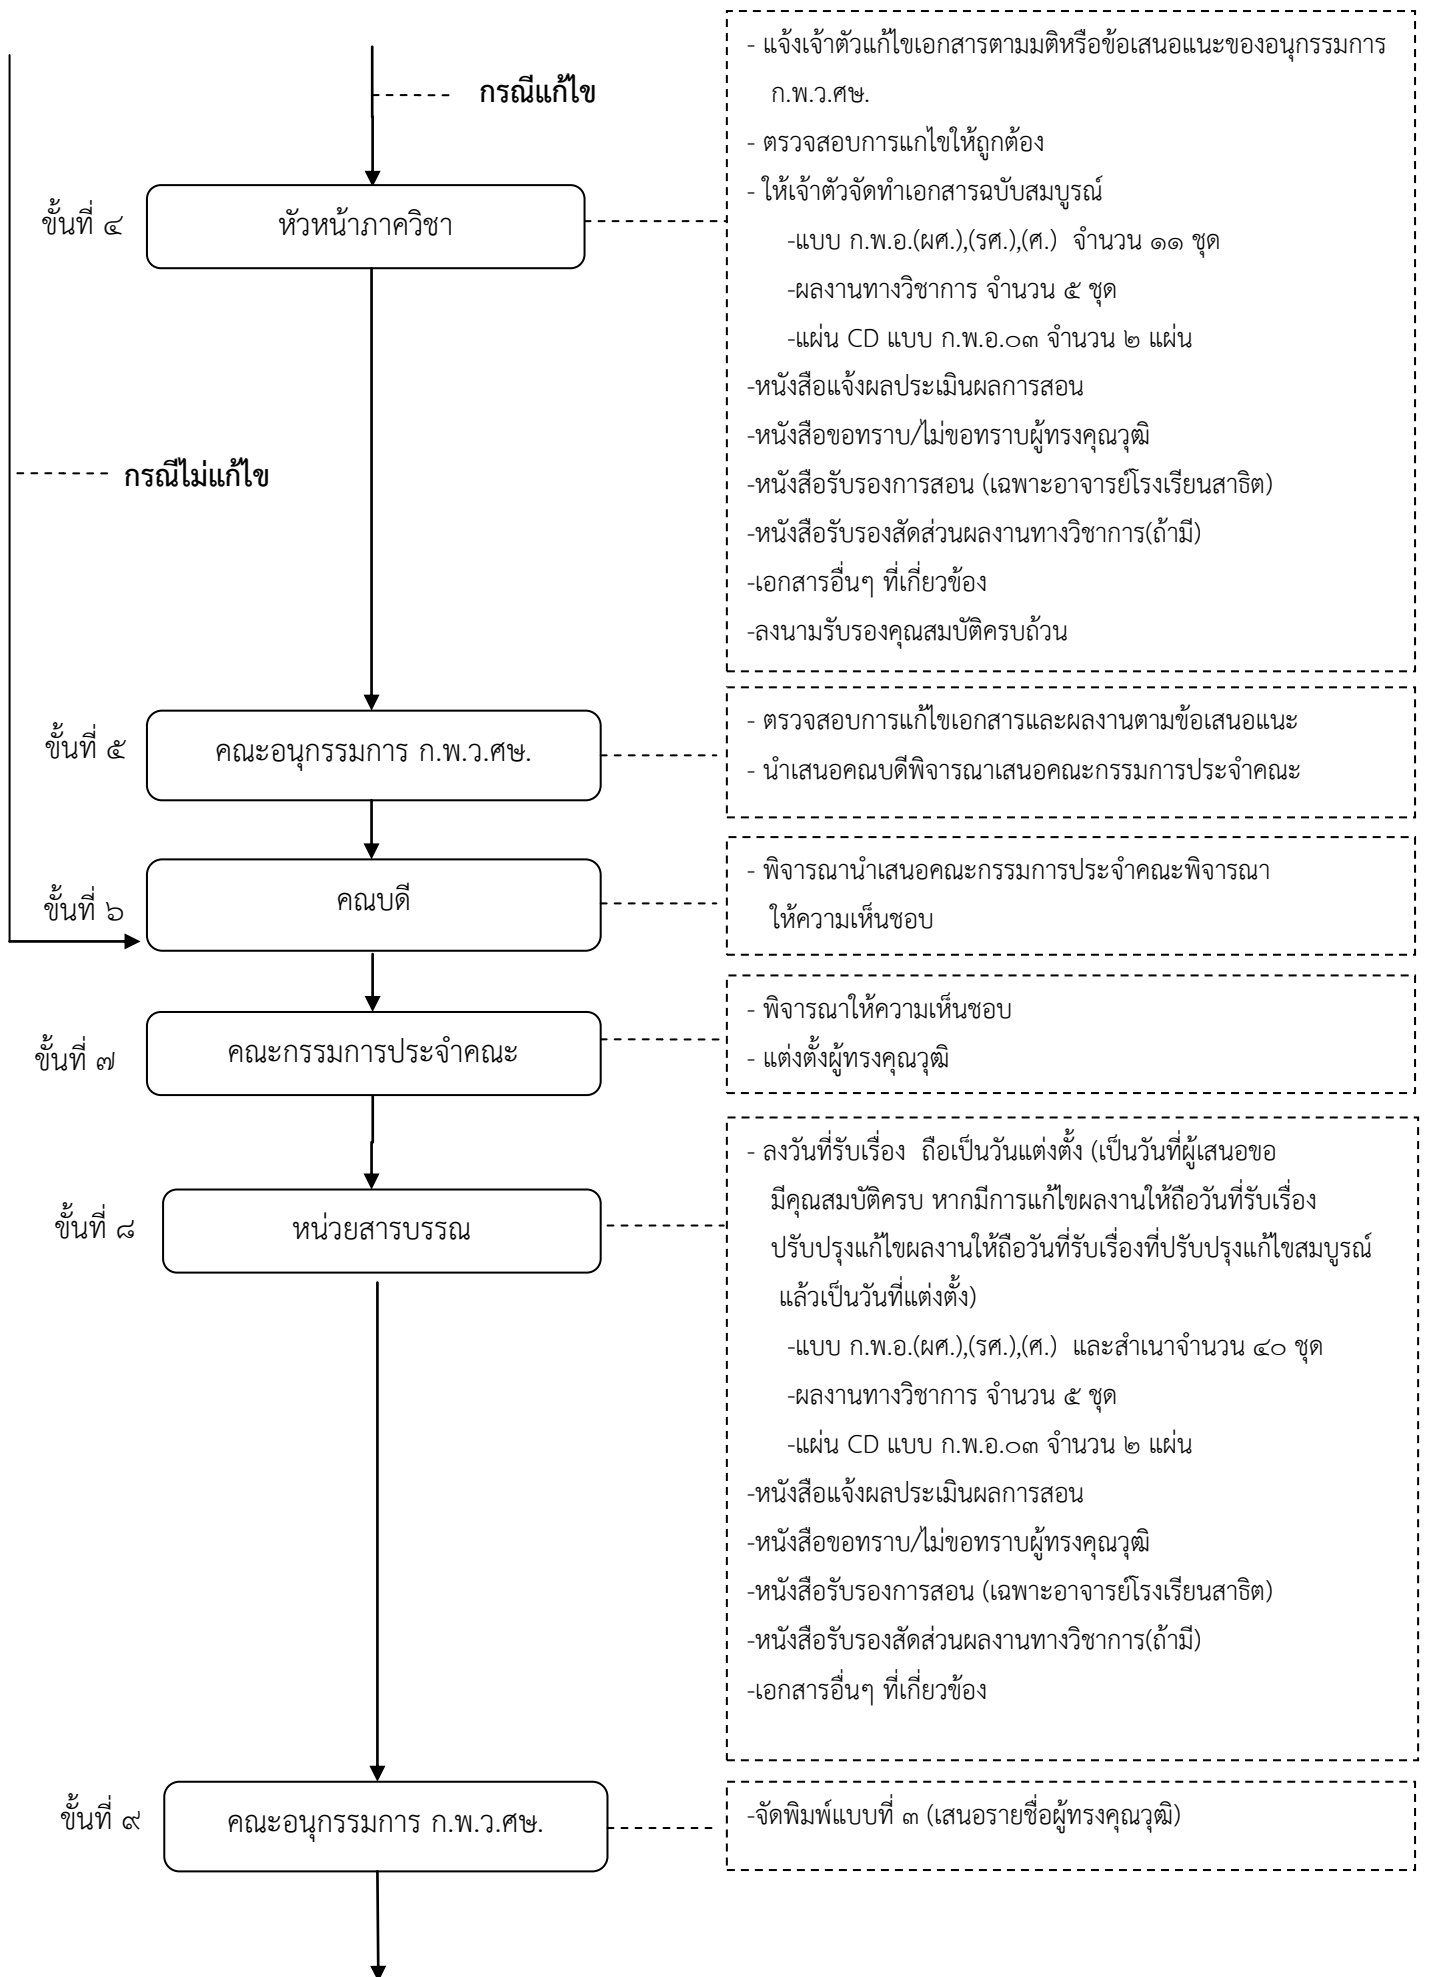 กรณีแก้ไข
- แจ้งเจ้าตัวแก้ไขเอกสารตามมติหรือข้อเสนอแนะของอนุกรรมการ
ก.พ.ว.ศษ.
- ตรวจสอบการแกไขให้ถูกต้อง
- ให้เจ้าตัวจัดทำเอกสารฉบับสมบูรณ์
-แบบ ก.พ.อ.(ผศ.),(รศ.),(ศ.) จำนวน ๑๑ ชุด
-ผลงานทางวิชาการ จำนวน ๕ ชุด
-แผ่น CD แบบ ก.พ.อ.๐๓ จำนวน ๒ แผ่น
-หนังสือแจ้งผลประเมินผลการสอน
-หนังสือขอทราบ/ไม่ขอทราบผู้ทรงคุณวุฒิ
-หนังสือรับรองการสอน (เฉพาะอาจารย์โรงเรียนสาธิต)
-หนังสือรับรองสัดส่วนผลงานทางวิชาการ(ถ้ามี)
-เอกสารอื่นๆ ที่เกี่ยวข้อง
-ลงนามรับรองคุณสมบัติครบถ้วน
ขั้นที่ ๔
หัวหน้าภาควิชา
กรณีไม่แก้ไข
ขั้นที่ ๕
คณะอนุกรรมการ ก.พ.ว.ศษ.
- ตรวจสอบการแก้ไขเอกสารและผลงานตามข้อเสนอแนะ
- นำเสนอคณบดีพิจารณาเสนอคณะกรรมการประจำคณะ
ขั้นที่ ๖
คณบดี
- พิจารณานำเสนอคณะกรรมการประจำคณะพิจารณา
ให้ความเห็นชอบ
ขั้นที่ ๗
คณะกรรมการประจำคณะ
- พิจารณาให้ความเห็นชอบ
- แต่งตั้งผู้ทรงคุณวุฒิ
ขั้นที่ ๘
หน่วยสารบรรณ
- ลงวันที่รับเรื่อง ถือเป็นวันแต่งตั้ง (เป็นวันที่ผู้เสนอขอ
มีคุณสมบัติครบ หากมีการแก้ไขผลงานให้ถือวันที่รับเรื่อง
ปรับปรุงแก้ไขผลงานให้ถือวันที่รับเรื่องที่ปรับปรุงแก้ไขสมบูรณ์
แล้วเป็นวันที่แต่งตั้ง)
-แบบ ก.พ.อ.(ผศ.),(รศ.),(ศ.) และสำเนาจำนวน ๔๐ ชุด
-ผลงานทางวิชาการ จำนวน ๕ ชุด
-แผ่น CD แบบ ก.พ.อ.๐๓ จำนวน ๒ แผ่น
-หนังสือแจ้งผลประเมินผลการสอน
-หนังสือขอทราบ/ไม่ขอทราบผู้ทรงคุณวุฒิ
-หนังสือรับรองการสอน (เฉพาะอาจารย์โรงเรียนสาธิต)
-หนังสือรับรองสัดส่วนผลงานทางวิชาการ(ถ้ามี)
-เอกสารอื่นๆ ที่เกี่ยวข้อง
ขั้นที่ ๙
คณะอนุกรรมการ ก.พ.ว.ศษ.
-จัดพิมพ์แบบที่ ๓ (เสนอรายชื่อผู้ทรงคุณวุฒิ)